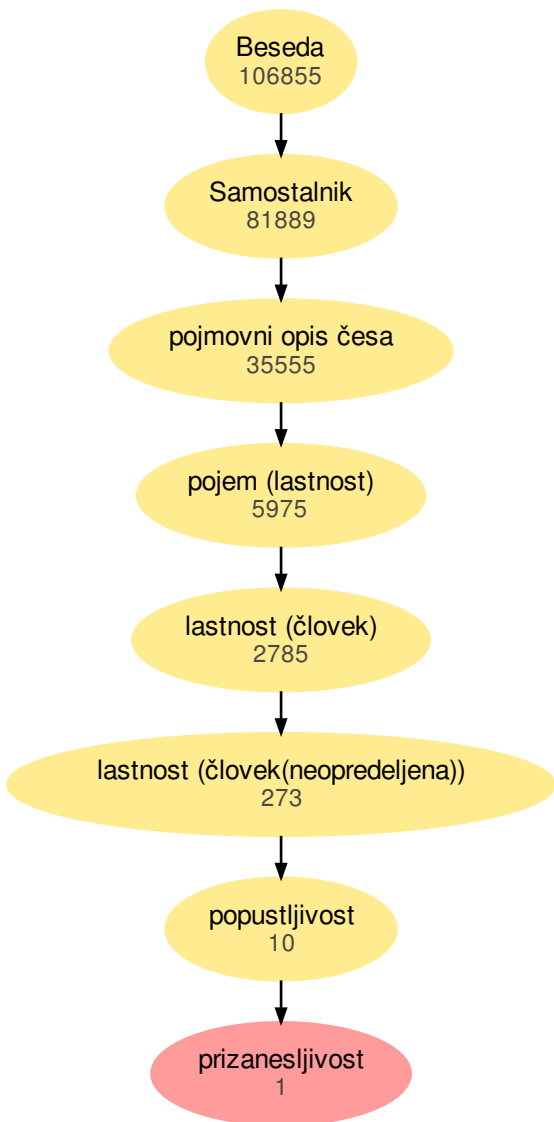 Beseda
106855
Samostalnik
81889
pojmovni opis česa
35555
pojem (lastnost)
5975
lastnost (človek)
2785
lastnost (človek(neopredeljena))
273
popustljivost
10
prizanesljivost
1